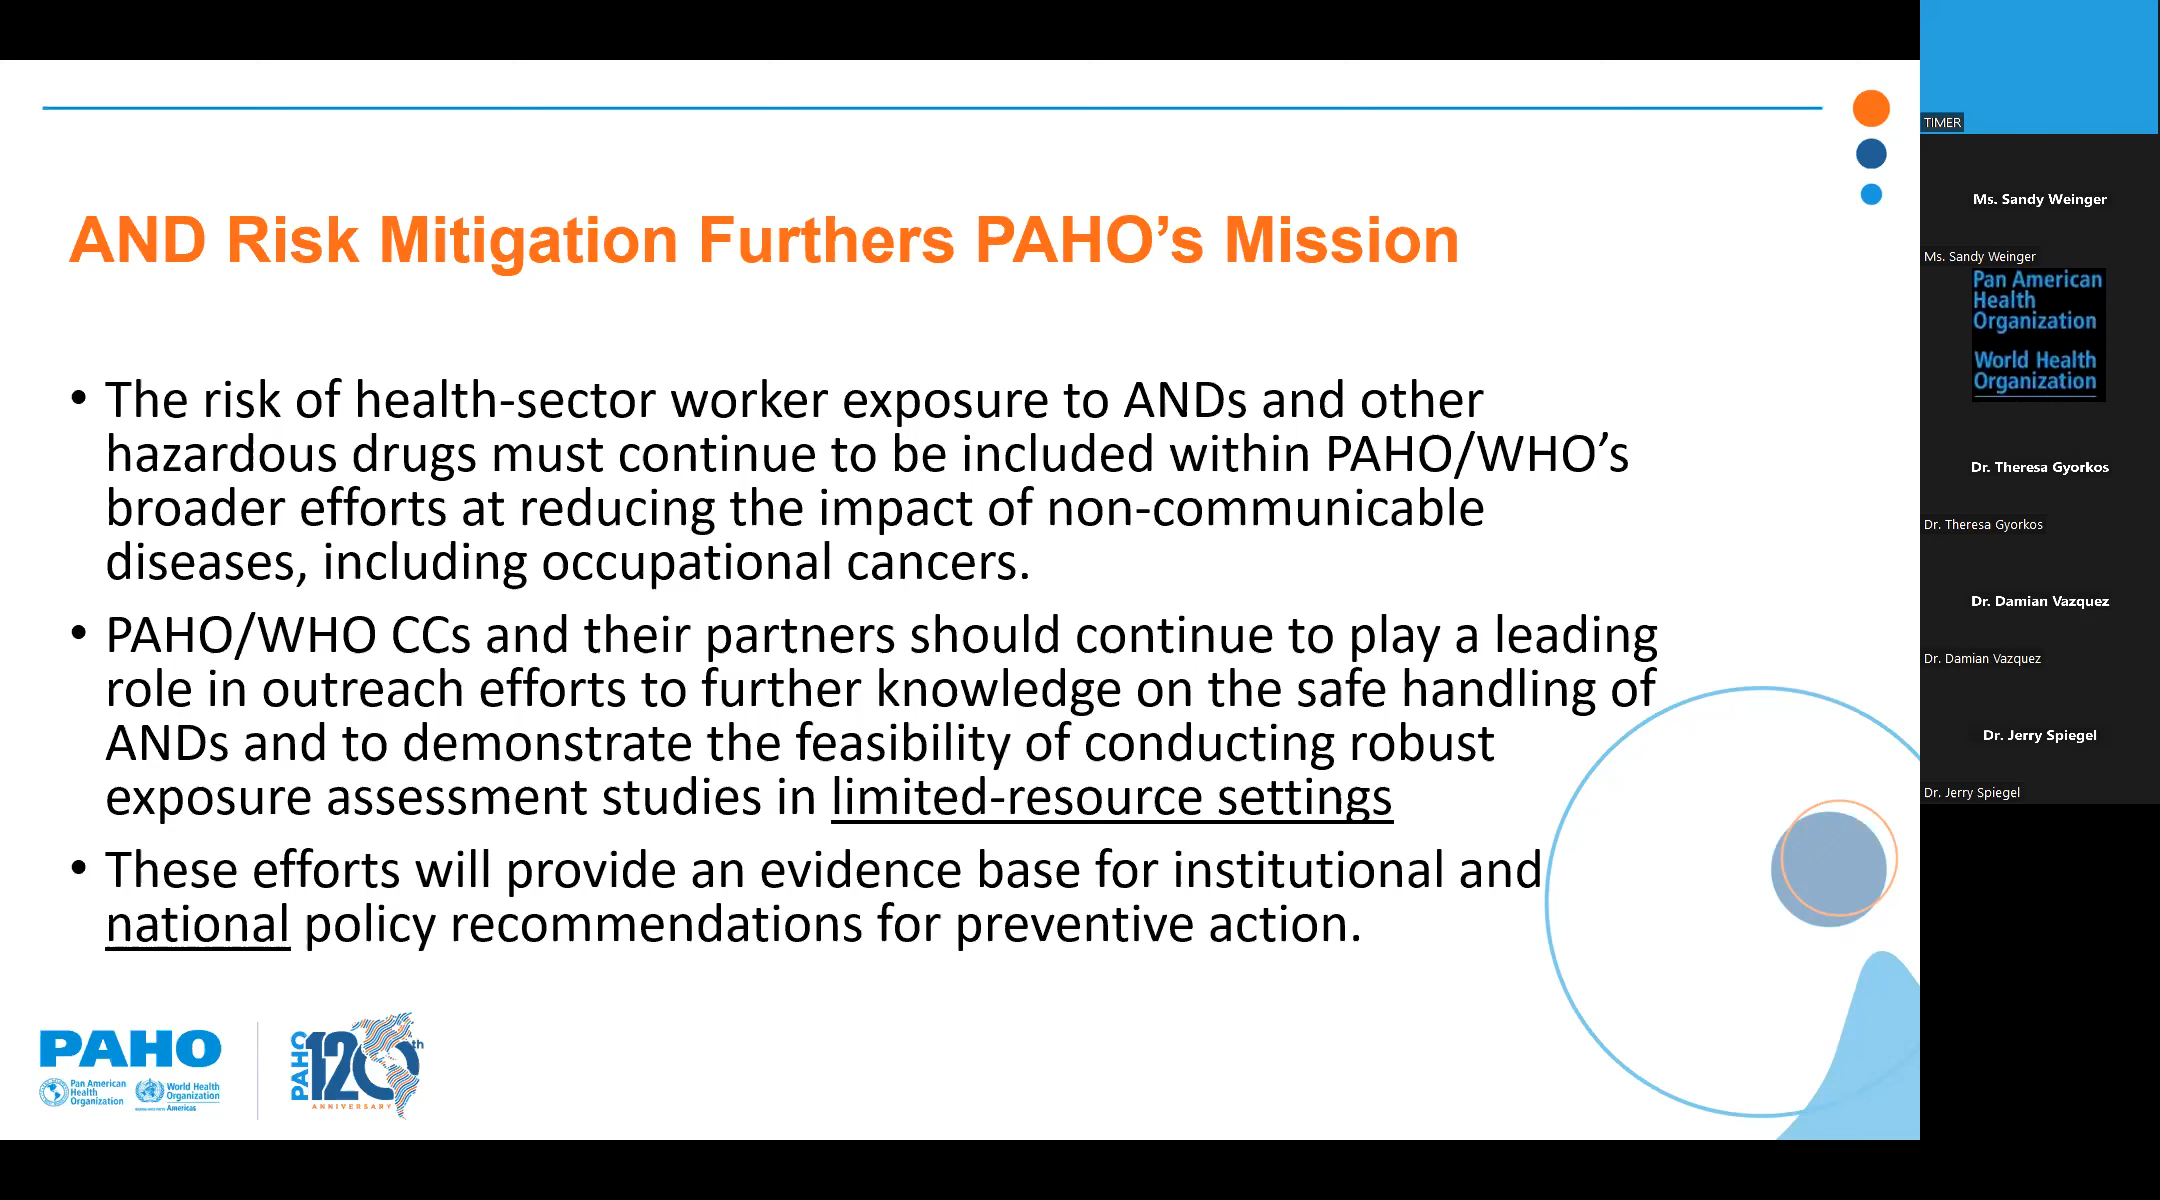 AND Risk Mitigation Furthers PAHO’s Mission
• The risk of health-sector worker exposure to ANDs and other
hazardous drugs must continue to be included within PAHO/WHO’s
broader efforts at reducing the impact of non-communicable
diseases, including occupational cancers.
• PAHO/WHO CCs and their partners should continue to play a leading
role in outreach efforts to further knowledge on the safe handling of
ANDs and to demonstrate the feasibility of conducting robust
exposure assessment studies in limited-resource settings
• These efforts will provide an evidence base for institutional and
national policy recommendations for preventive action.
PAHO
Pan American
Health
Organization
World Health
Organization
Americas
PAHO
120th
ANNIVERSARY
TIMER
Ms. Sandy Weinger
Ms. Sandy Weinger
Pan American
Health
Organization
World Health
Organization
Dr. Theresa Gyorkos
Dr. Theresa Gyorkos
Dr. Damian Vazquez
Dr. Damian Vazquez
Dr. Jerry Spiegel
Dr. Jerry Spiegel